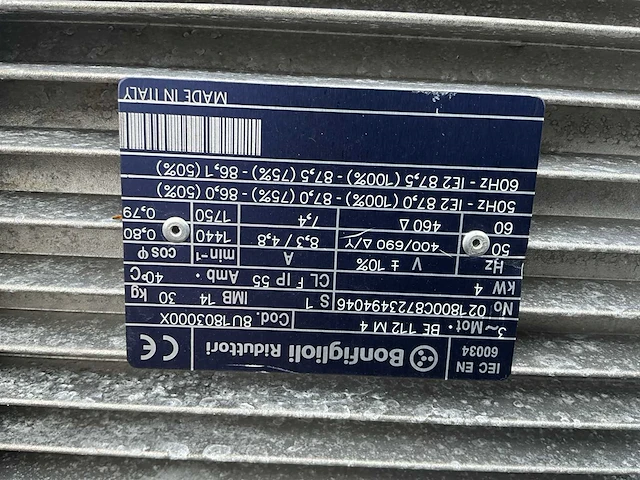 IEC EN 60034
Bonfiglioli Riduttori CE
3~Mot. BE 112 M 4 Cod. 8U1803000X
No 021800C8723494046
kW 4 S 1 IMB 14 30 kg
CL F IP 55 Amb. 40°C
Hz V ± 10% A min-1 cos φ
50 400/690 Δ/Y 8,3 / 4,8 1440 0,80
60 460 Δ 7,4 1750 0,79
50Hz - IE2 87,0 (100%) - 87,0 (75%) - 86,0 (50%)
60Hz - IE2 87,5 (100%) - 87,5 (75%) - 86,1 (50%)
MADE IN ITALY